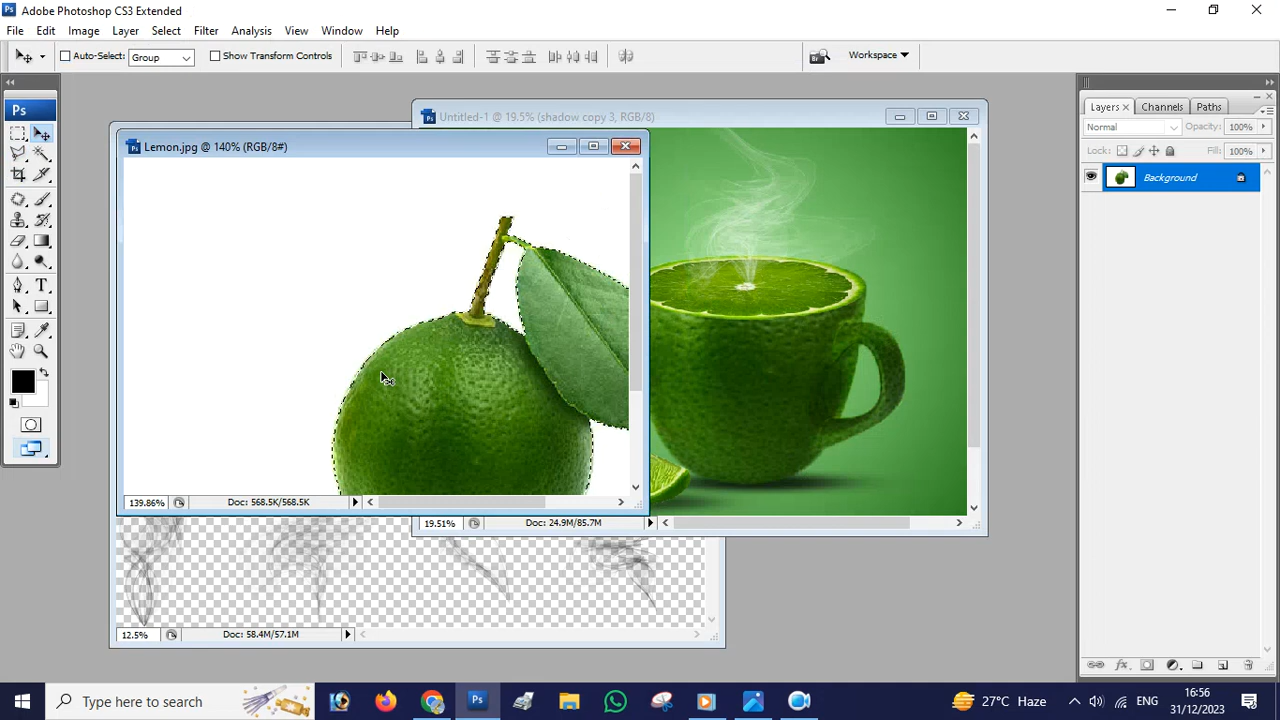 Adobe Photoshop CS3 Extended
File Edit Image Layer Select Filter Analysis View Window Help
Auto-Select: Group Show Transform Controls Workspace
Ps
Untitled-1 @ 19.5% (shadow copy 3, RGB/8)
Lemon.jpg @ 140% (RGB/8#)
Layers Channels Paths
Normal Opacity: 100%
Lock: Fill: 100%
Background
139.86% Doc: 568.5K/568.5K
19.51% Doc: 24.9M/85.7M
12.5% Doc: 58.4M/57.1M
Type here to search
27°C Haze
ENG
16:56
31/12/2023